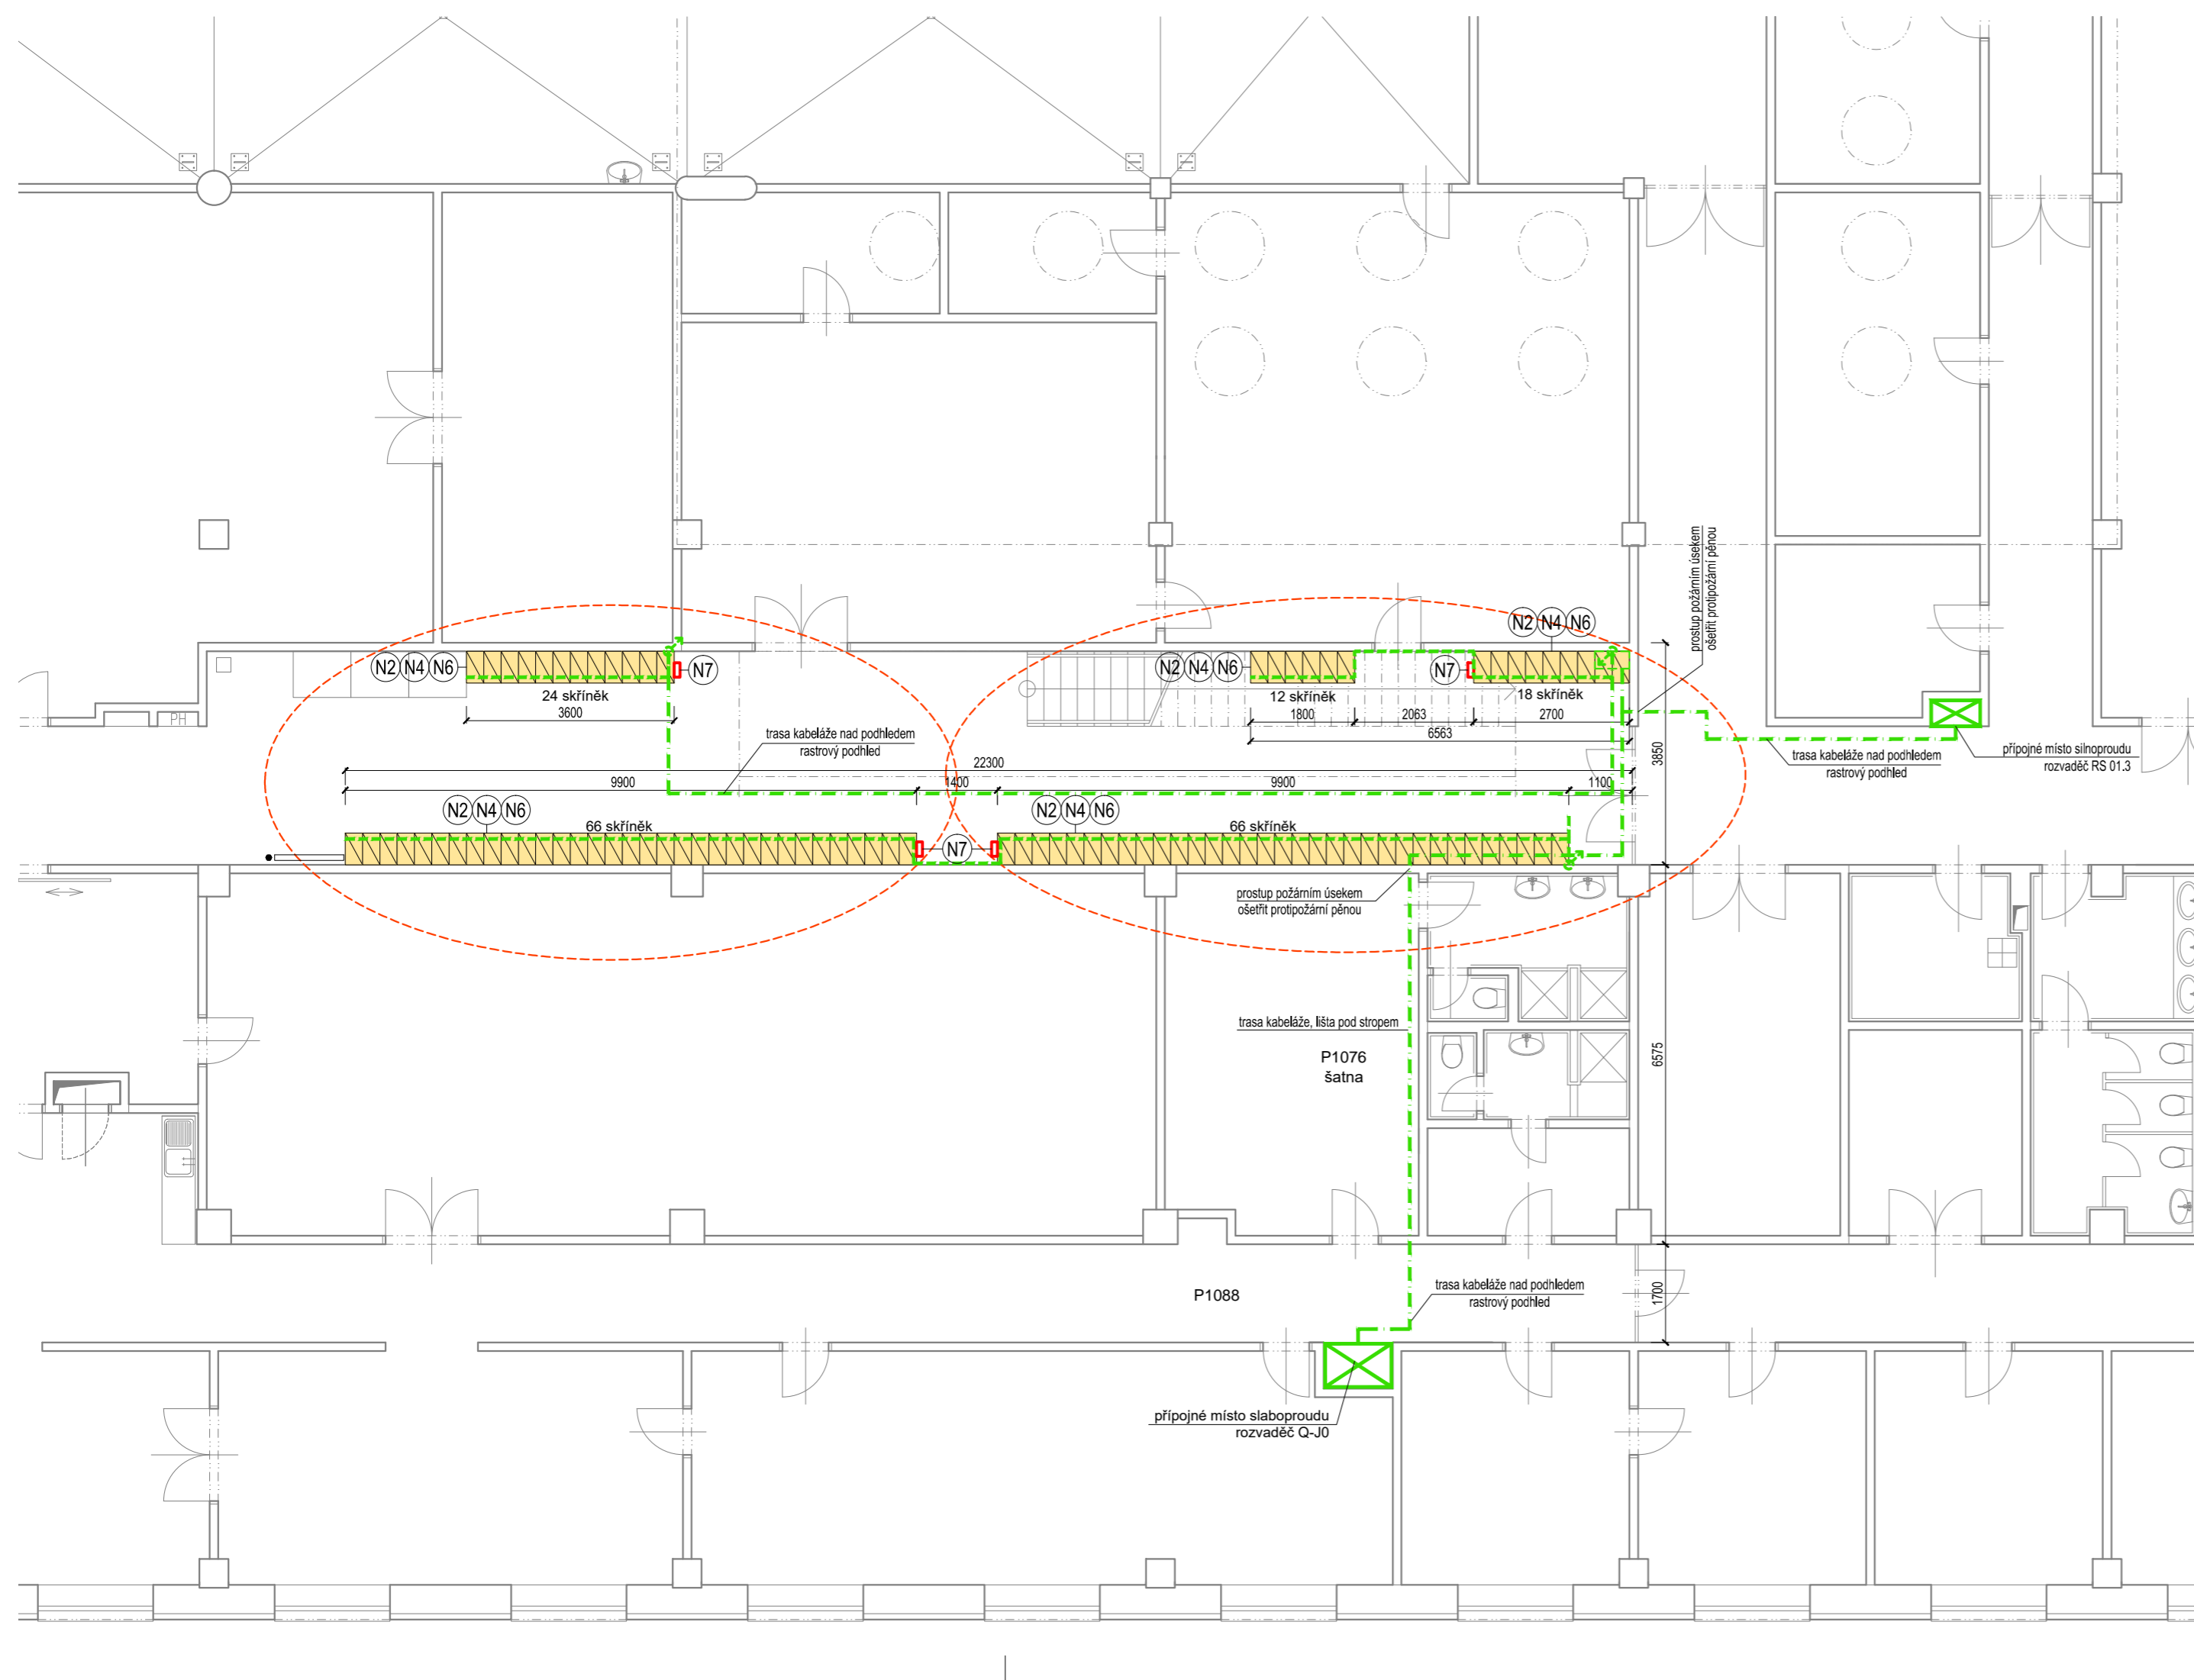 prostup požárním úsekem
ošetřit protipožární pěnou
N2 N4 N6
N2 N4 N6
N7
N2 N4 N6
N7
24 skříněk
3600
12 skříněk
18 skříněk
1800
2063
2700
6563
PH
trasa kabeláže nad podhledem
rastrový podhled
3850
trasa kabeláže nad podhledem
rastrový podhled
přípojné místo silnoproudu
rozvaděč RS 01.3
22300
9900
1400
9900
1100
N2 N4 N6
66 skříněk
N7
N2 N4 N6
66 skříněk
prostup požárním úsekem
ošetřit protipožární pěnou
trasa kabeláže, lišta pod stropem
P1076
šatna
6575
P1088
trasa kabeláže nad podhledem
rastrový podhled
1700
přípojné místo slaboproudu
rozvaděč Q-J0